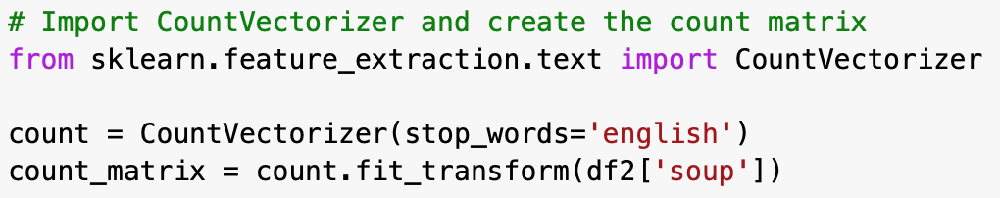 # Import CountVectorizer and create the count matrix
from sklearn.feature_extraction.text import CountVectorizer
count = CountVectorizer(stop_words='english')
count_matrix = count.fit_transform(df2['soup'])